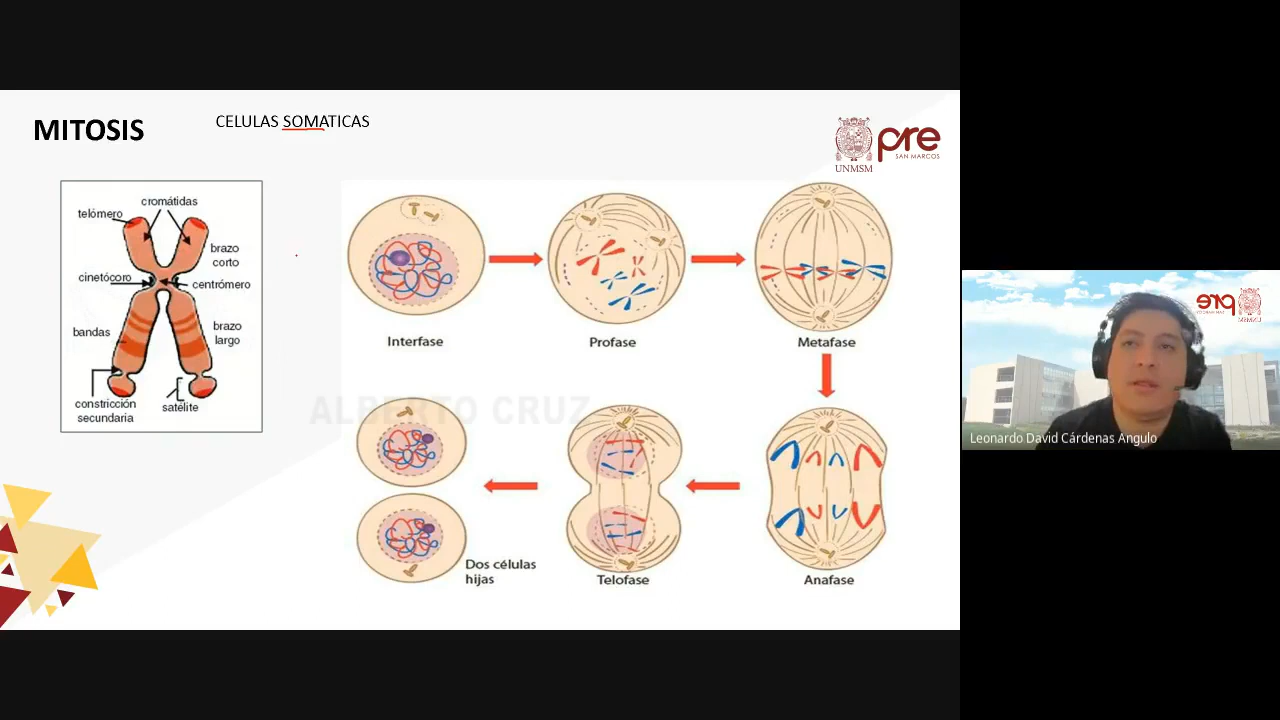 MITOSIS
CELULAS SOMATICAS
pre
SAN MARCOS
UNMSM
cromátidas
telómero
brazo
corto
cinetócoro
centrómero
bandas
brazo
largo
constricción
secundaria
satélite
Interfase
Profase
Metafase
ALBERTO CRUZ
Dos células
hijas
Telofase
Anafase
pre
Leonardo David Cárdenas Angulo